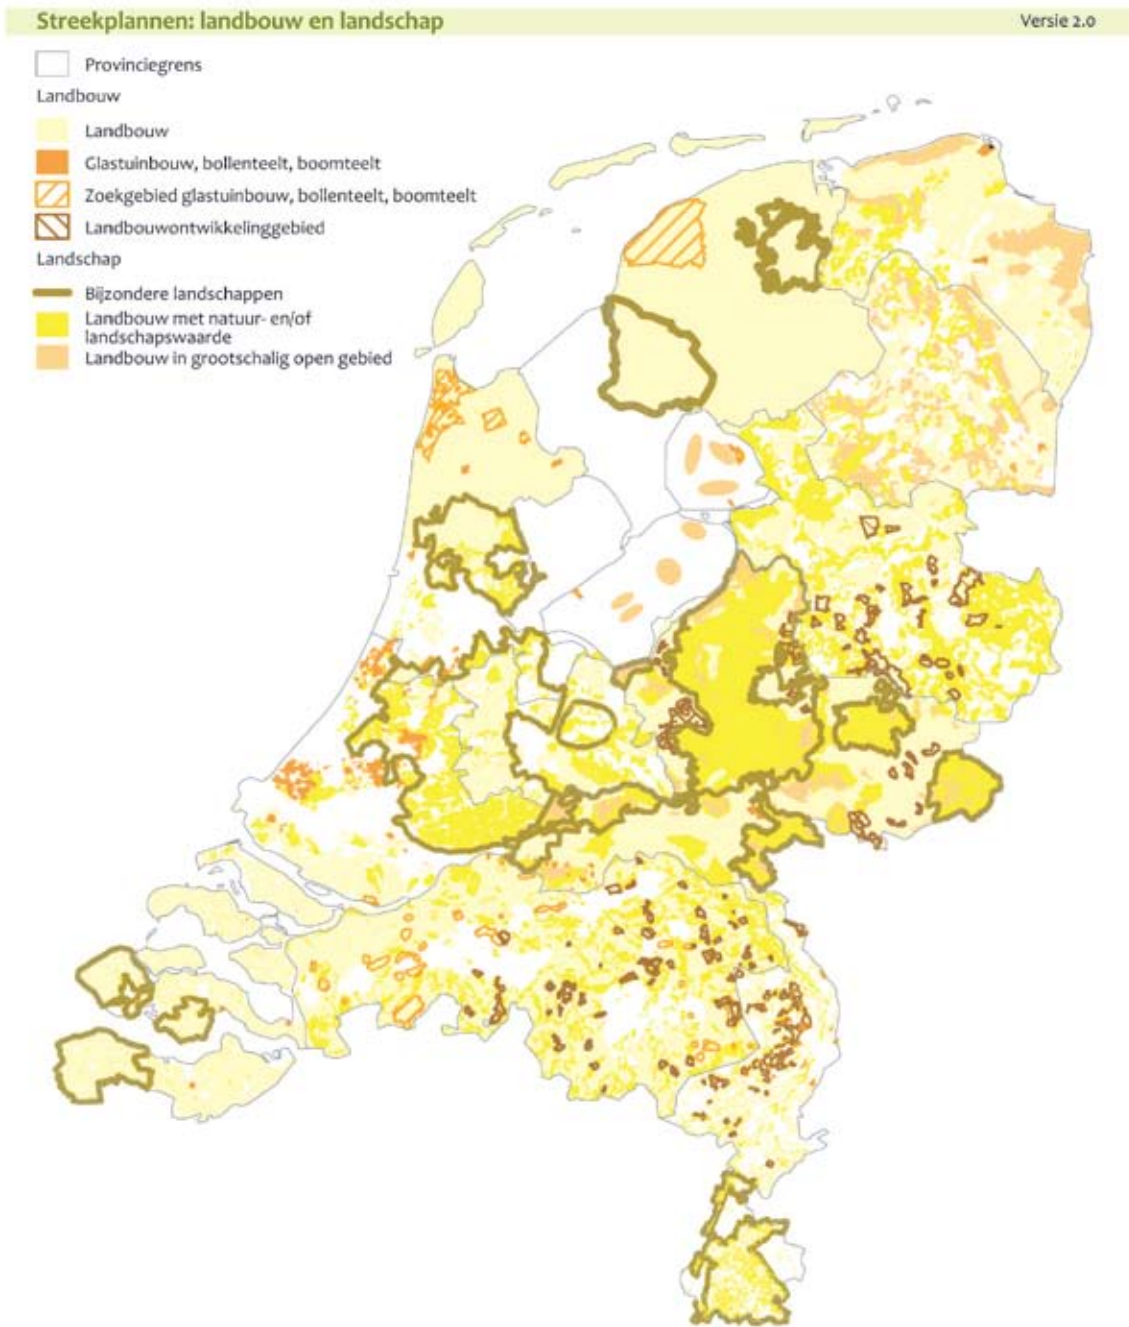 Streekplannen: landbouw en landschap
Versie 2.0
Provinciegrens
Landbouw
Landbouw
Glastuinbouw, bollenteelt, boomteelt
Zoekgebied glastuinbouw, bollenteelt, boomteelt
Landbouwontwikkelinggebied
Landschap
Bijzondere landschappen
Landbouw met natuur- en/of
landschapswaarde
Landbouw in grootschalig open gebied